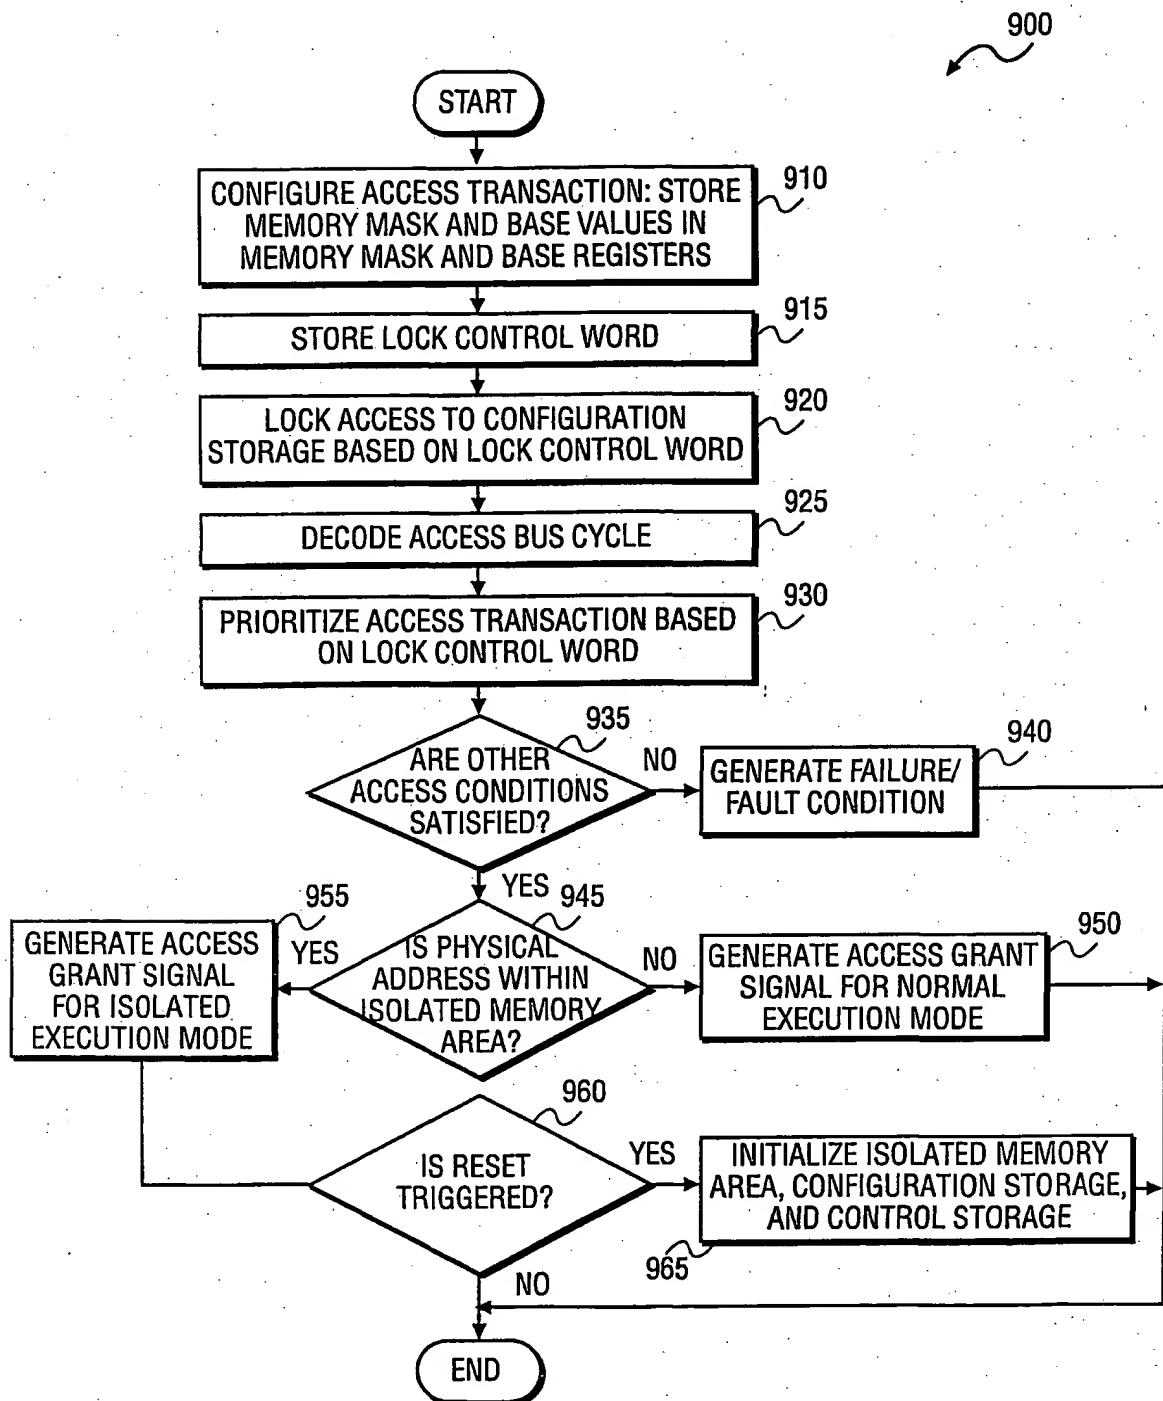 900
START
910
CONFIGURE ACCESS TRANSACTION: STORE
MEMORY MASK AND BASE VALUES IN
MEMORY MASK AND BASE REGISTERS
915
STORE LOCK CONTROL WORD
920
LOCK ACCESS TO CONFIGURATION
STORAGE BASED ON LOCK CONTROL WORD
925
DECODE ACCESS BUS CYCLE
930
PRIORITIZE ACCESS TRANSACTION BASED
ON LOCK CONTROL WORD
935
ARE OTHER
ACCESS CONDITIONS
SATISFIED?
NO
940
GENERATE FAILURE/
FAULT CONDITION
YES
945
IS PHYSICAL
ADDRESS WITHIN
ISOLATED MEMORY
AREA?
YES
955
GENERATE ACCESS
GRANT SIGNAL
FOR ISOLATED
EXECUTION MODE
NO
950
GENERATE ACCESS GRANT
SIGNAL FOR NORMAL
EXECUTION MODE
960
IS RESET
TRIGGERED?
YES
INITIALIZE ISOLATED MEMORY
AREA, CONFIGURATION STORAGE,
AND CONTROL STORAGE
965
NO
END